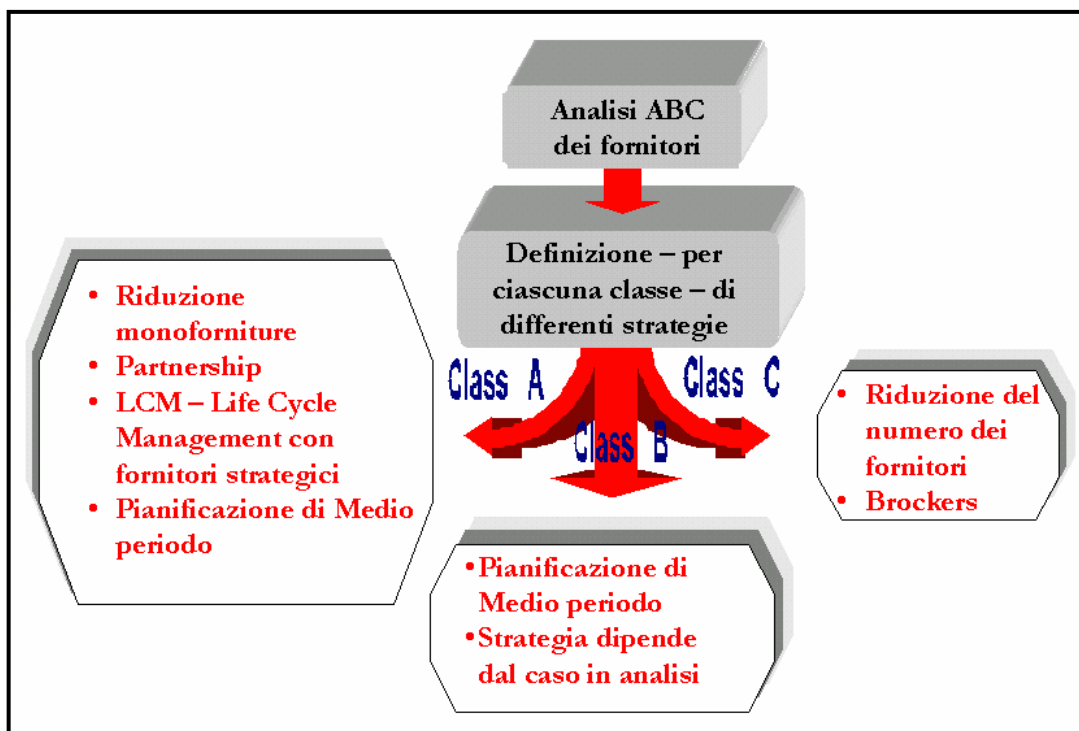 Analisi ABC
dei fornitori
Definizione – per
ciascuna classe – di
differenti strategie
Class A
Class B
Class C
• Riduzione
monoforniture
• Partnership
• LCM – Life Cycle
Management con
fornitori strategici
• Pianificazione di Medio
periodo
• Pianificazione di
Medio periodo
• Strategia dipende
dal caso in analisi
• Riduzione del
numero dei
fornitori
• Brockers